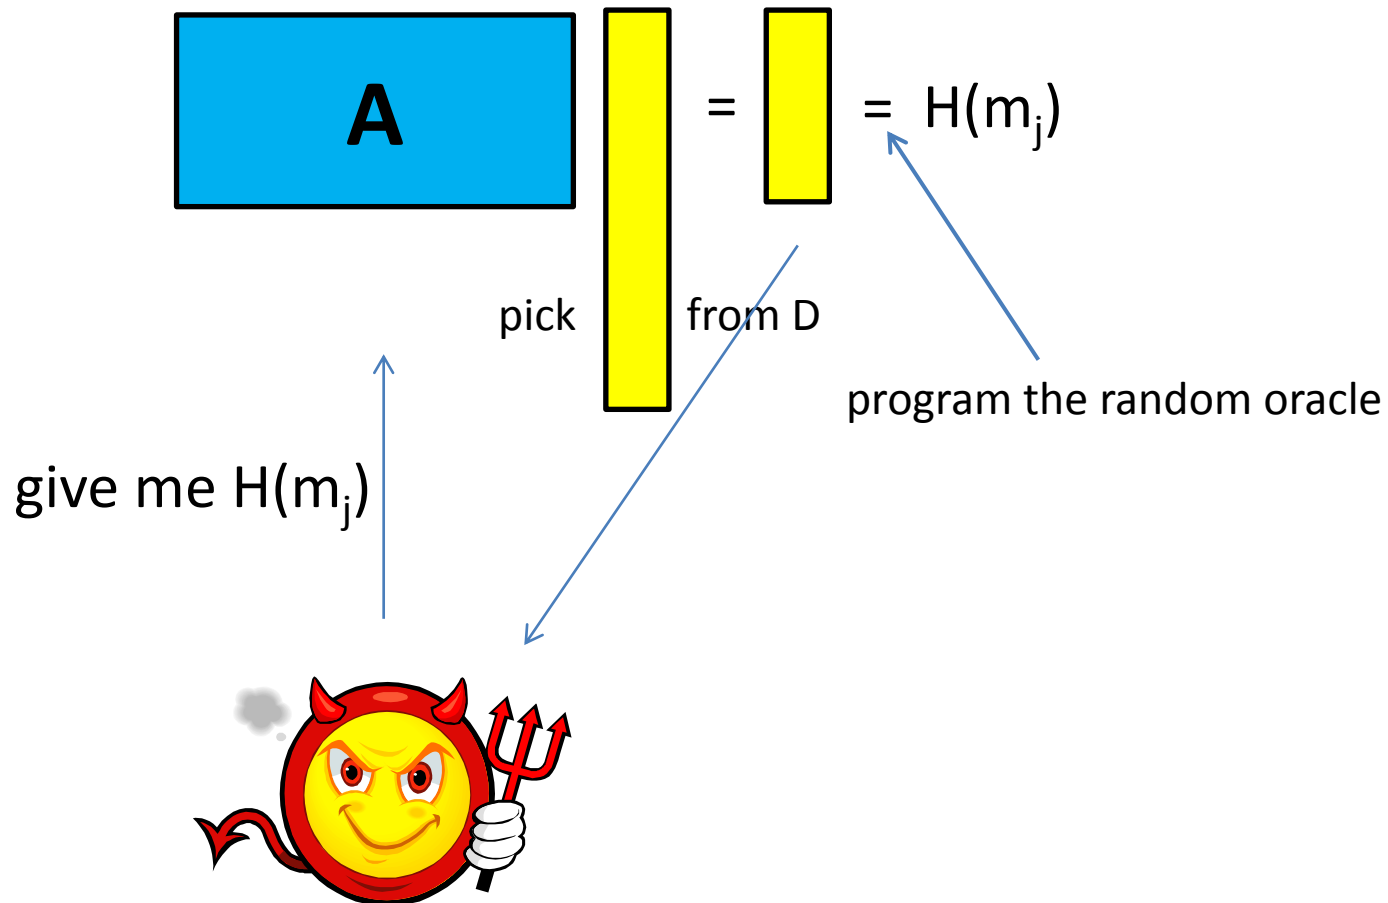 A = = H(mj)
pick from D
program the random oracle
give me H(mj)